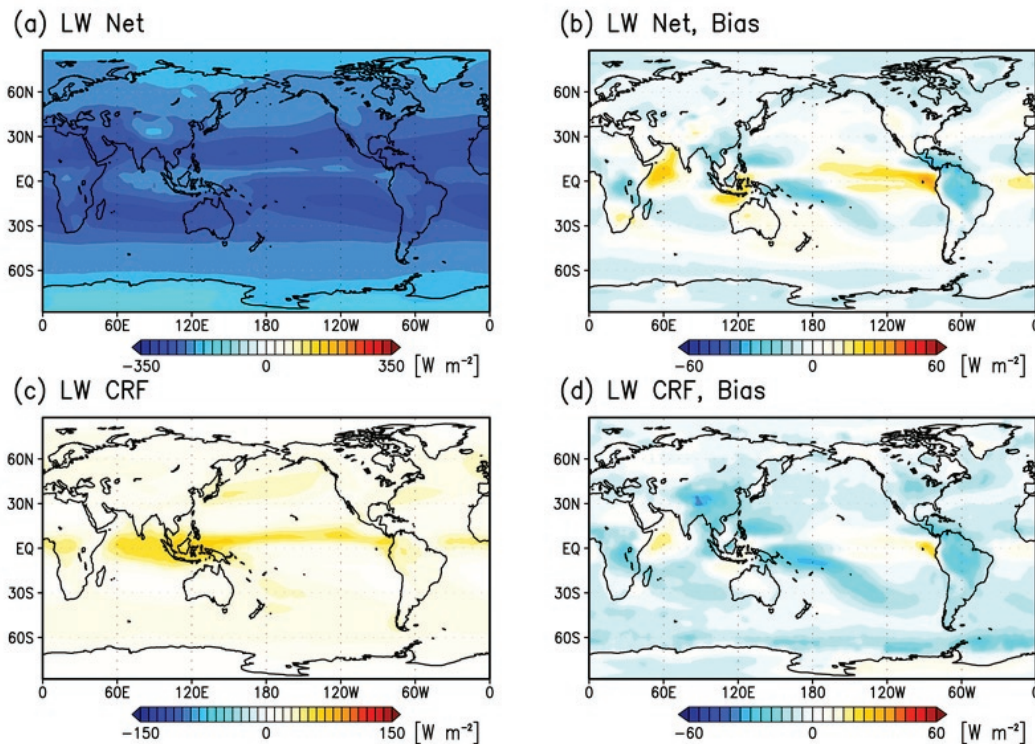 (a) LW Net
60N
30N
EQ
30S
60S
0 60E 120E 180 120W 60W 0
-350 0 350 [W m⁻²]
(b) LW Net, Bias
60N
30N
EQ
30S
60S
0 60E 120E 180 120W 60W 0
-60 0 60 [W m⁻²]
(c) LW CRF
60N
30N
EQ
30S
60S
0 60E 120E 180 120W 60W 0
-150 0 150 [W m⁻²]
(d) LW CRF, Bias
60N
30N
EQ
30S
60S
0 60E 120E 180 120W 60W 0
-60 0 60 [W m⁻²]